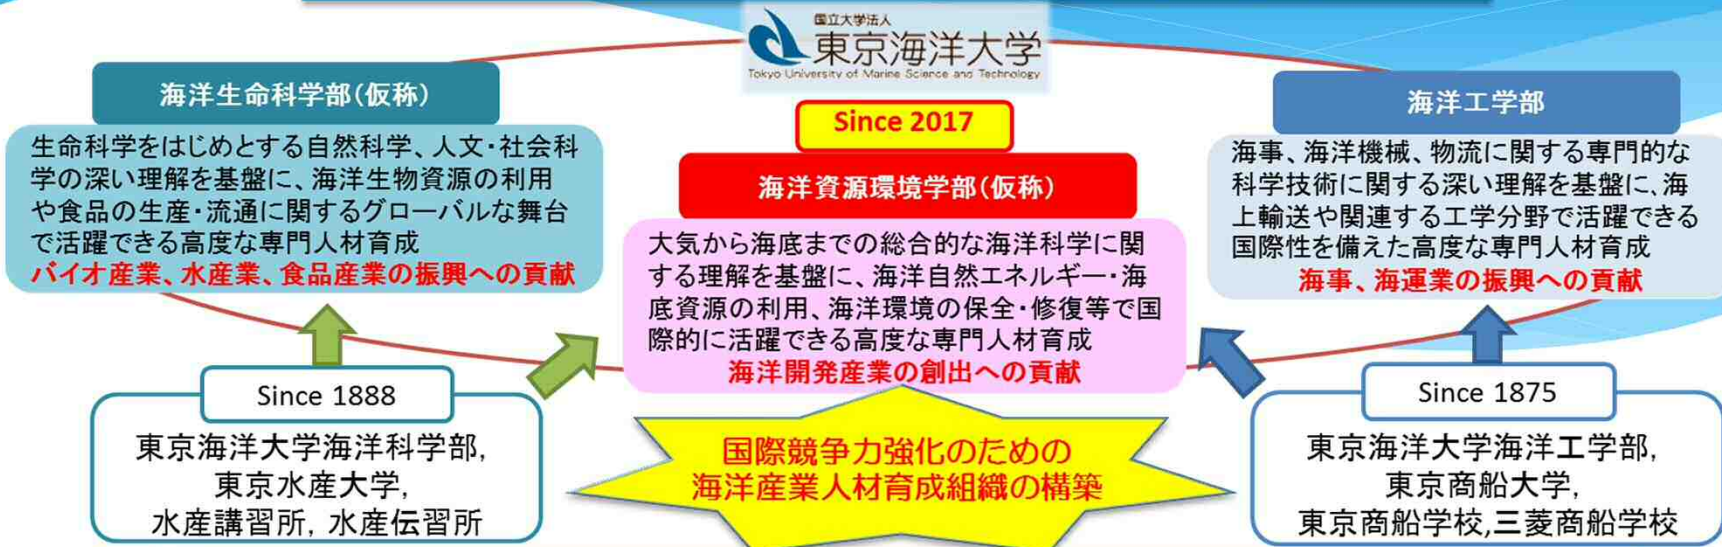 国立大学法人
東京海洋大学
Tokyo University of Marine Science and Technology
海洋生命科学部(仮称)
生命科学をはじめとする自然科学、人文・社会科
学の深い理解を基盤に、海洋生物資源の利用
や食品の生産・流通に関するグローバルな舞台
で活躍できる高度な専門人材育成
バイオ産業、水産業、食品産業の振興への貢献
Since 2017
海洋資源環境学部(仮称)
大気から海底までの総合的な海洋科学に関
する理解を基盤に、海洋自然エネルギー・海
底資源の利用、海洋環境の保全・修復等で国
際的に活躍できる高度な専門人材育成
海洋開発産業の創出への貢献
海洋工学部
海事、海洋機械、物流に関する専門的な
科学技術に関する深い理解を基盤に、海
上輸送や関連する工学分野で活躍できる
国際性を備えた高度な専門人材育成
海事、海運業の振興への貢献
Since 1888
東京海洋大学海洋科学部,
東京水産大学,
水産講習所, 水産伝習所
国際競争力強化のための
海洋産業人材育成組織の構築
Since 1875
東京海洋大学海洋工学部,
東京商船大学,
東京商船学校,三菱商船学校